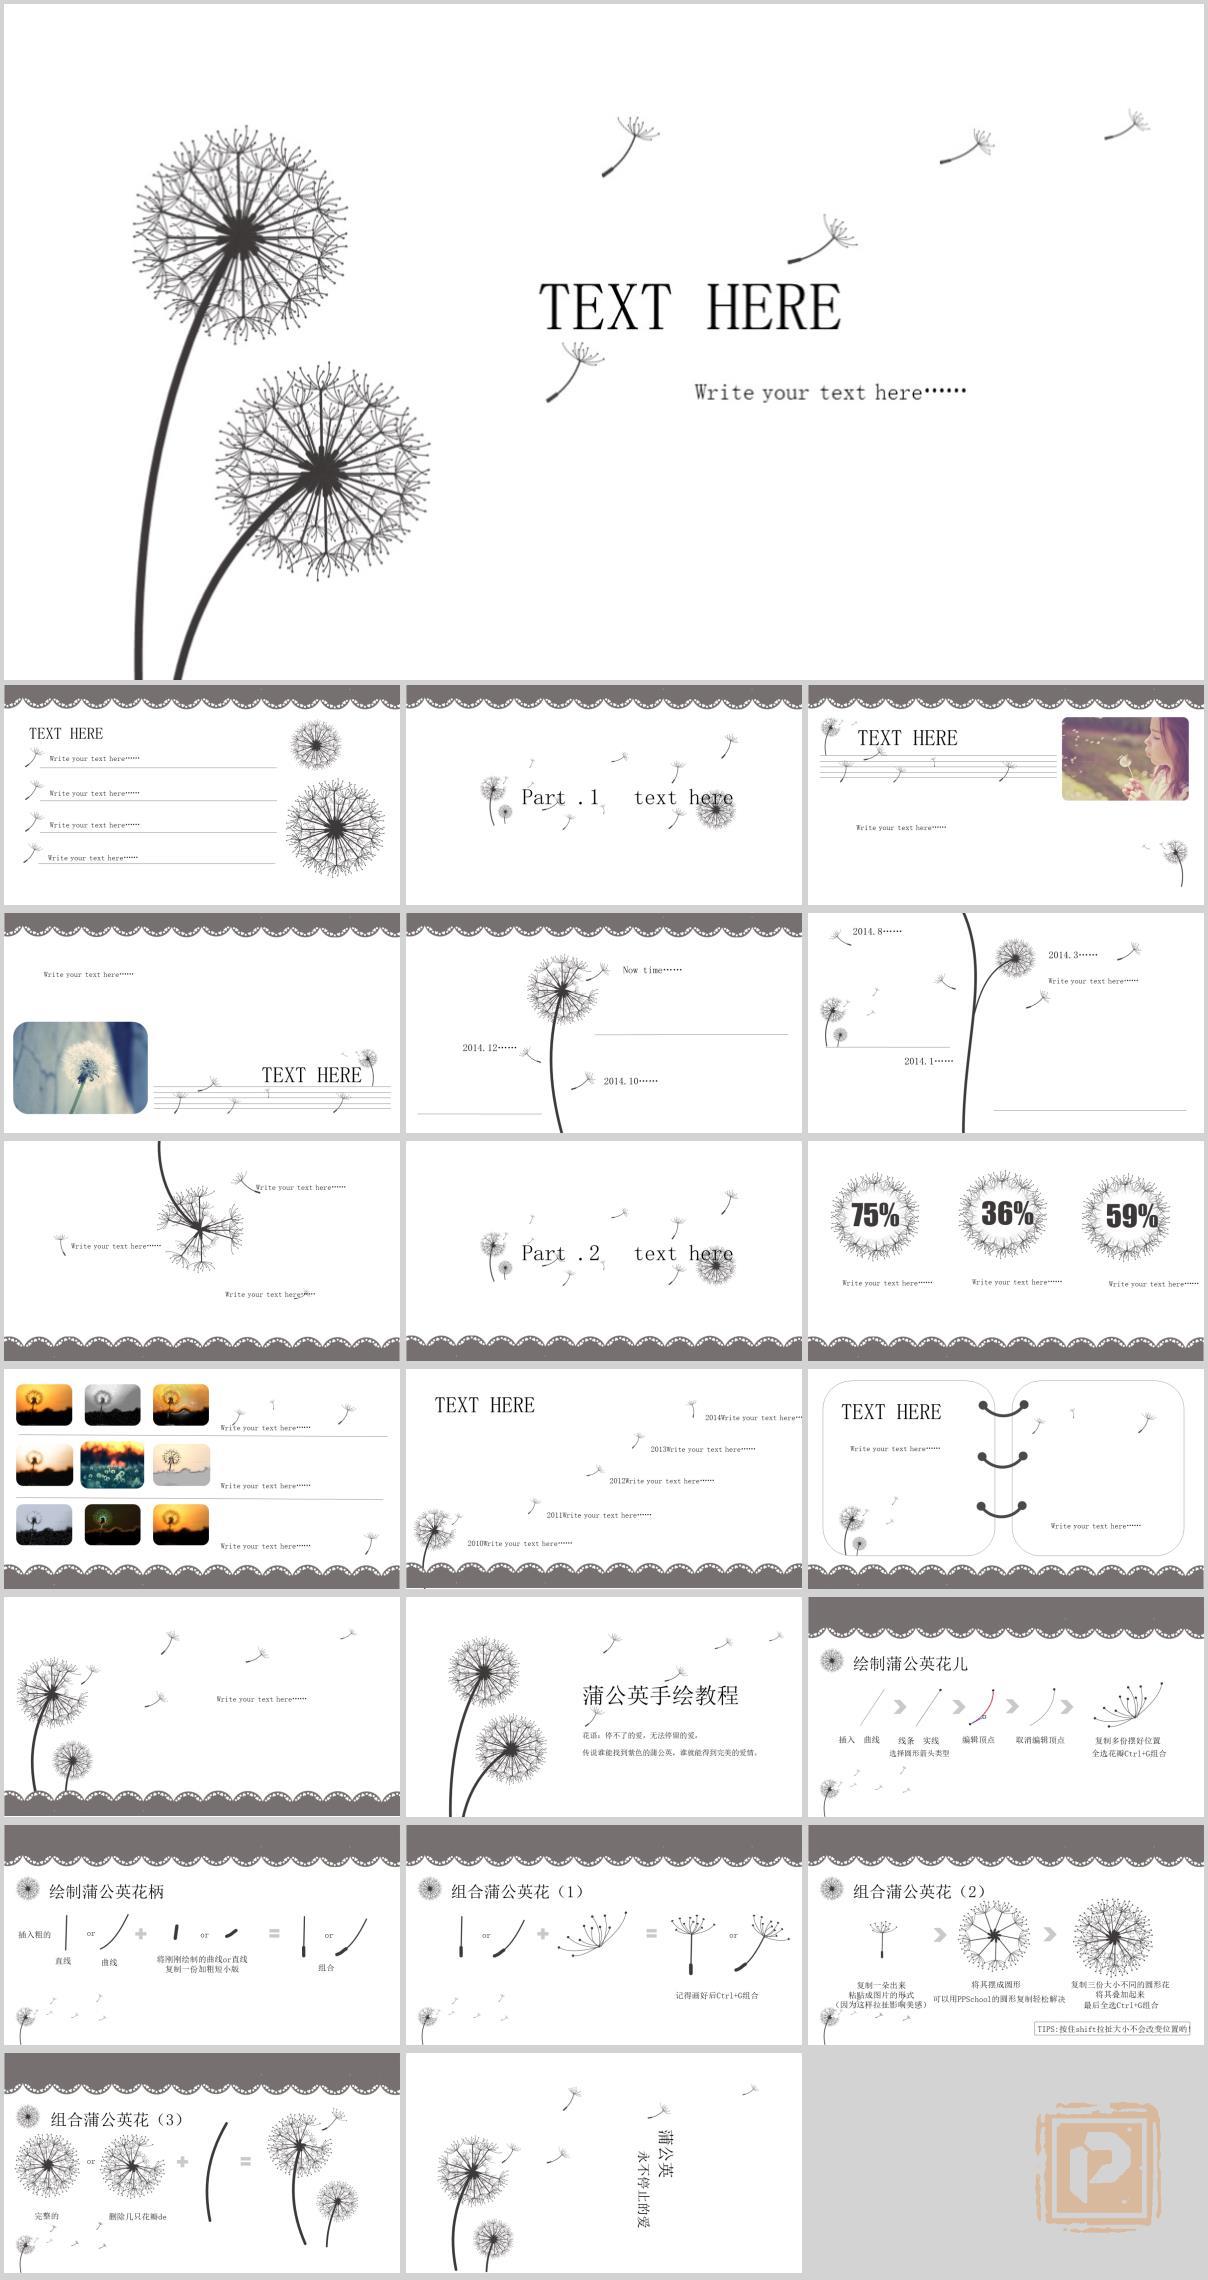 TEXT HERE
Write your text here······
TEXT HERE
Write your text here······
Write your text here······
Write your text here······
Write your text here······
Part .1 text here
TEXT HERE
Write your text here······
Write your text here······
TEXT HERE
Now time······
2014.12······
2014.10······
2014.8······
2014.3······
Write your text here······
2014.1······
Write your text here······
Write your text here······
Write your text here······
Part .2 text here
75%
36%
59%
Write your text here······
Write your text here······
Write your text here······
Write your text here······
Write your text here······
Write your text here······
TEXT HERE
2014Write your text here···
2013Write your text here······
2012Write your text here······
2011Write your text here······
2010Write your text here······
TEXT HERE
Write your text here······
Write your text here······
Write your text here······
蒲公英手绘教程
花语：停不了的爱，无法停留的爱，
传说谁能找到紫色的蒲公英，谁就能得到完美的爱情。
绘制蒲公英花儿
插入 曲线
线条 实线
选择圆形箭头类型
编辑顶点
取消编辑顶点
复制多份摆好位置
全选花瓣Ctrl+G组合
绘制蒲公英花柄
插入粗的
直线
or
曲线
or
将刚刚绘制的曲线or直线
复制一份加粗短小版
or
组合
组合蒲公英花（1）
or
or
记得画好后Ctrl+G组合
组合蒲公英花（2）
复制一朵出来
粘贴成图片的形式
（因为这样拉扯影响美感）
将其摆成圆形
可以用PPSchool的圆形复制轻松解决
复制三份大小不同的圆形花
将其叠加起来
最后全选Ctrl+G组合
TIPS:按住shift拉扯大小不会改变位置哟！
组合蒲公英花（3）
or
完整的
删除几只花瓣de
蒲公英
永不停止的爱